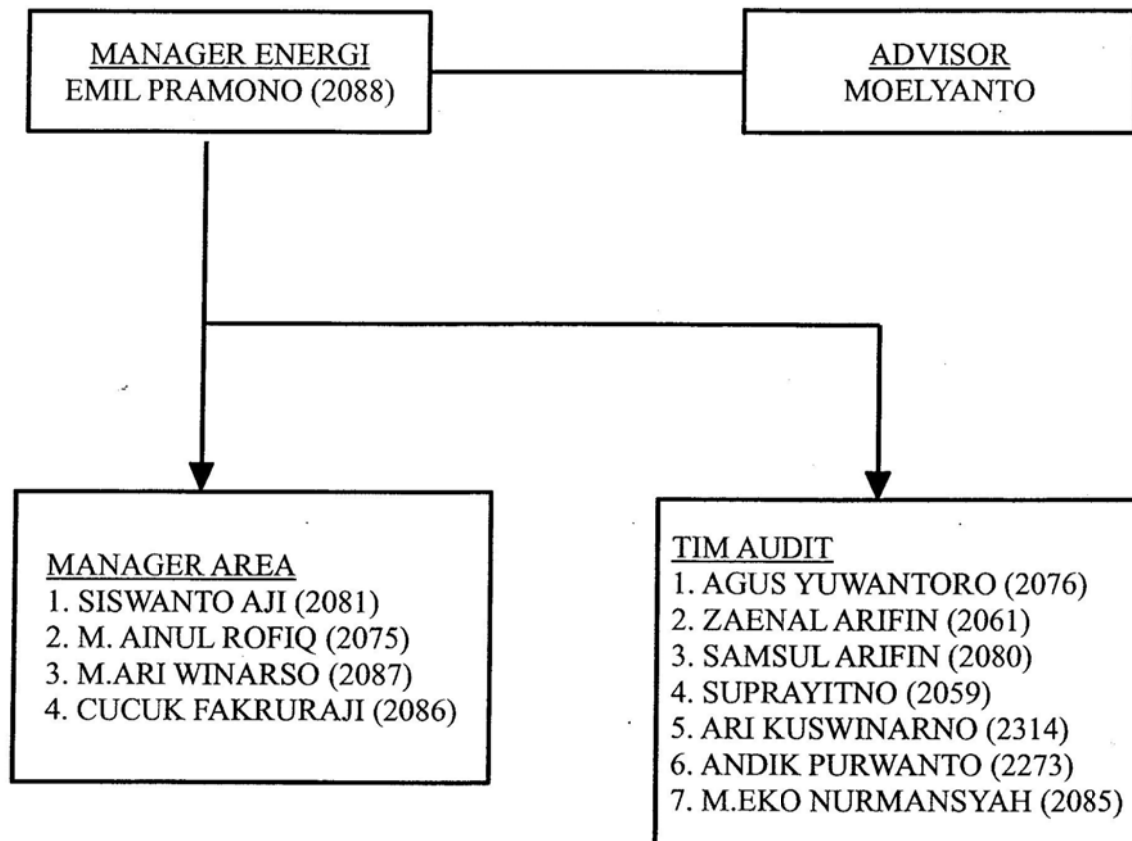 MANAGER ENERGI
EMIL PRAMONO (2088)
ADVISOR
MOELYANTO
MANAGER AREA
1. SISWANTO AJI (2081)
2. M. AINUL ROFIQ (2075)
3. M.ARI WINARSO (2087)
4. CUCUK FAKRURAJI (2086)
TIM AUDIT
1. AGUS YUWANTORO (2076)
2. ZAENAL ARIFIN (2061)
3. SAMSUL ARIFIN (2080)
4. SUPRAYITNO (2059)
5. ARI KUSWINARNO (2314)
6. ANDIK PURWANTO (2273)
7. M.EKO NURMANSYAH (2085)